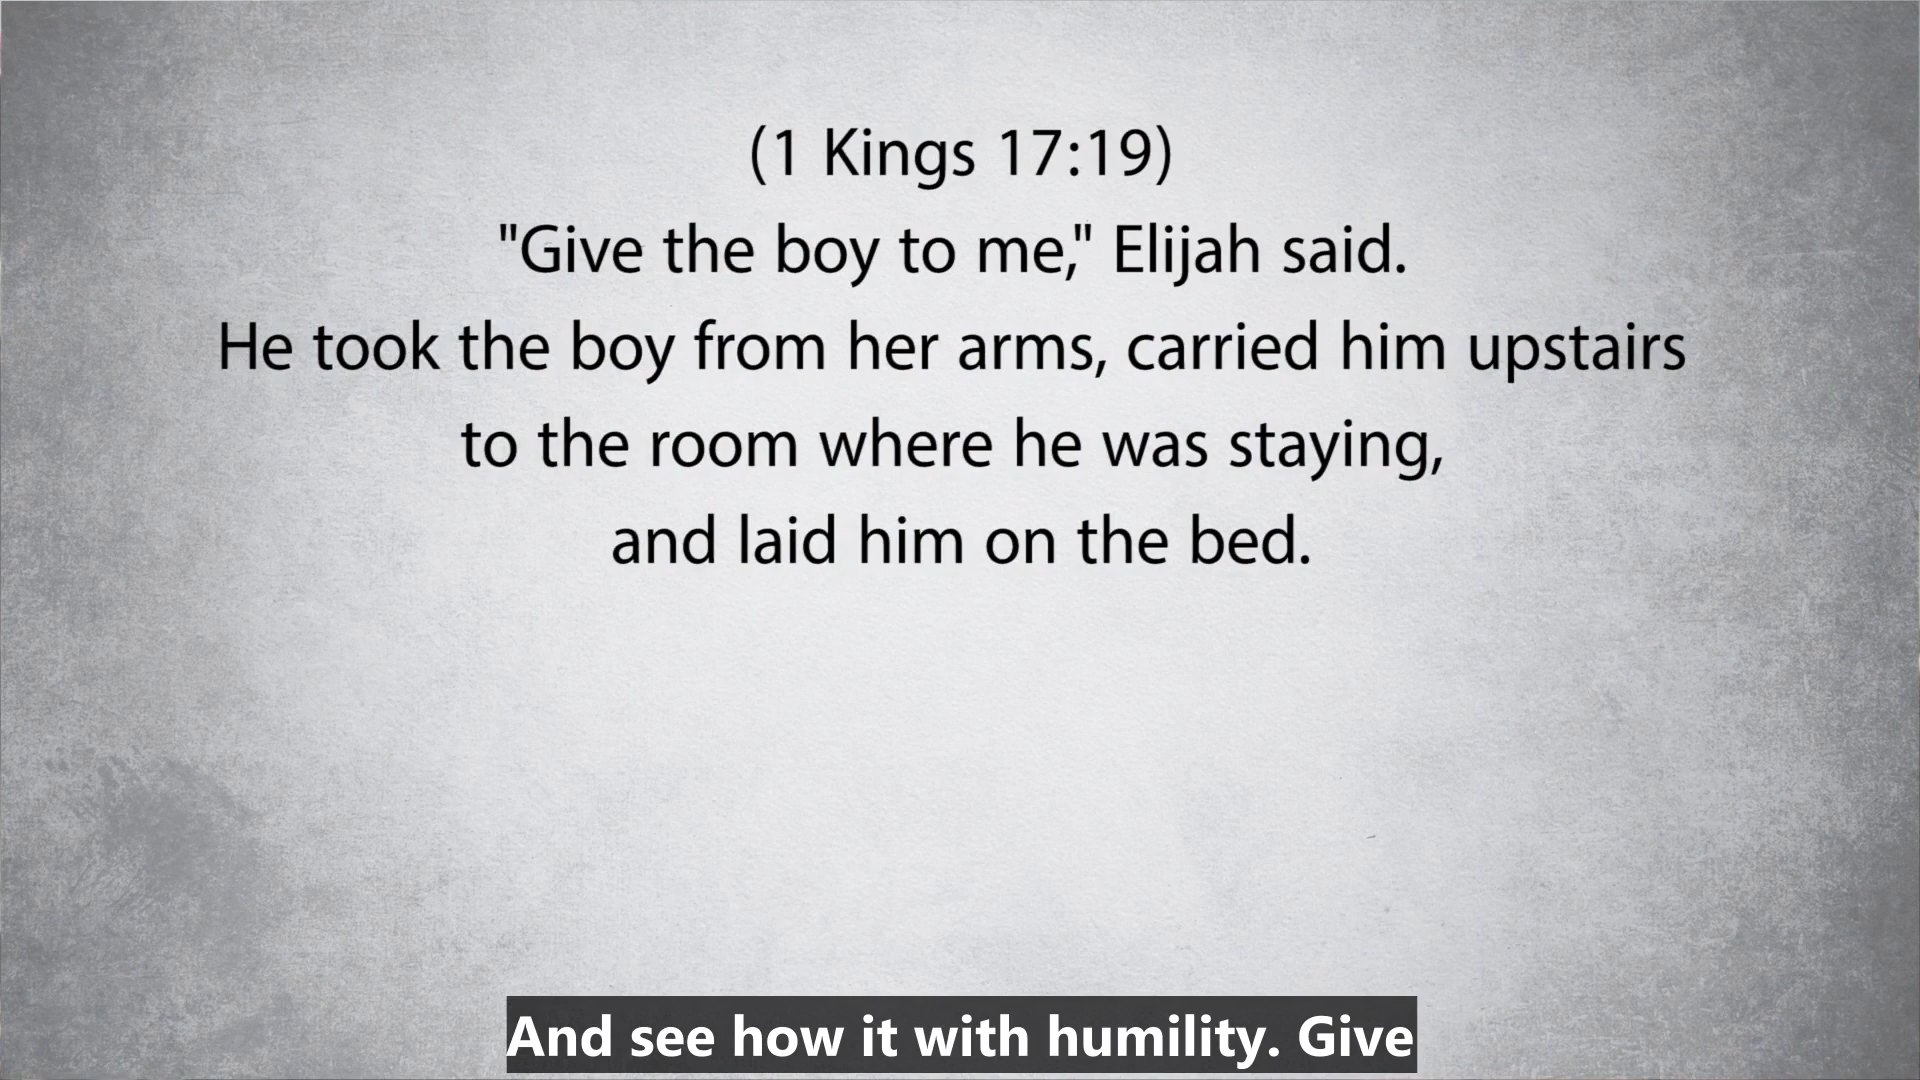 (1 Kings 17:19)
"Give the boy to me," Elijah said.
He took the boy from her arms, carried him upstairs
to the room where he was staying,
and laid him on the bed.
And see how it with humility. Give